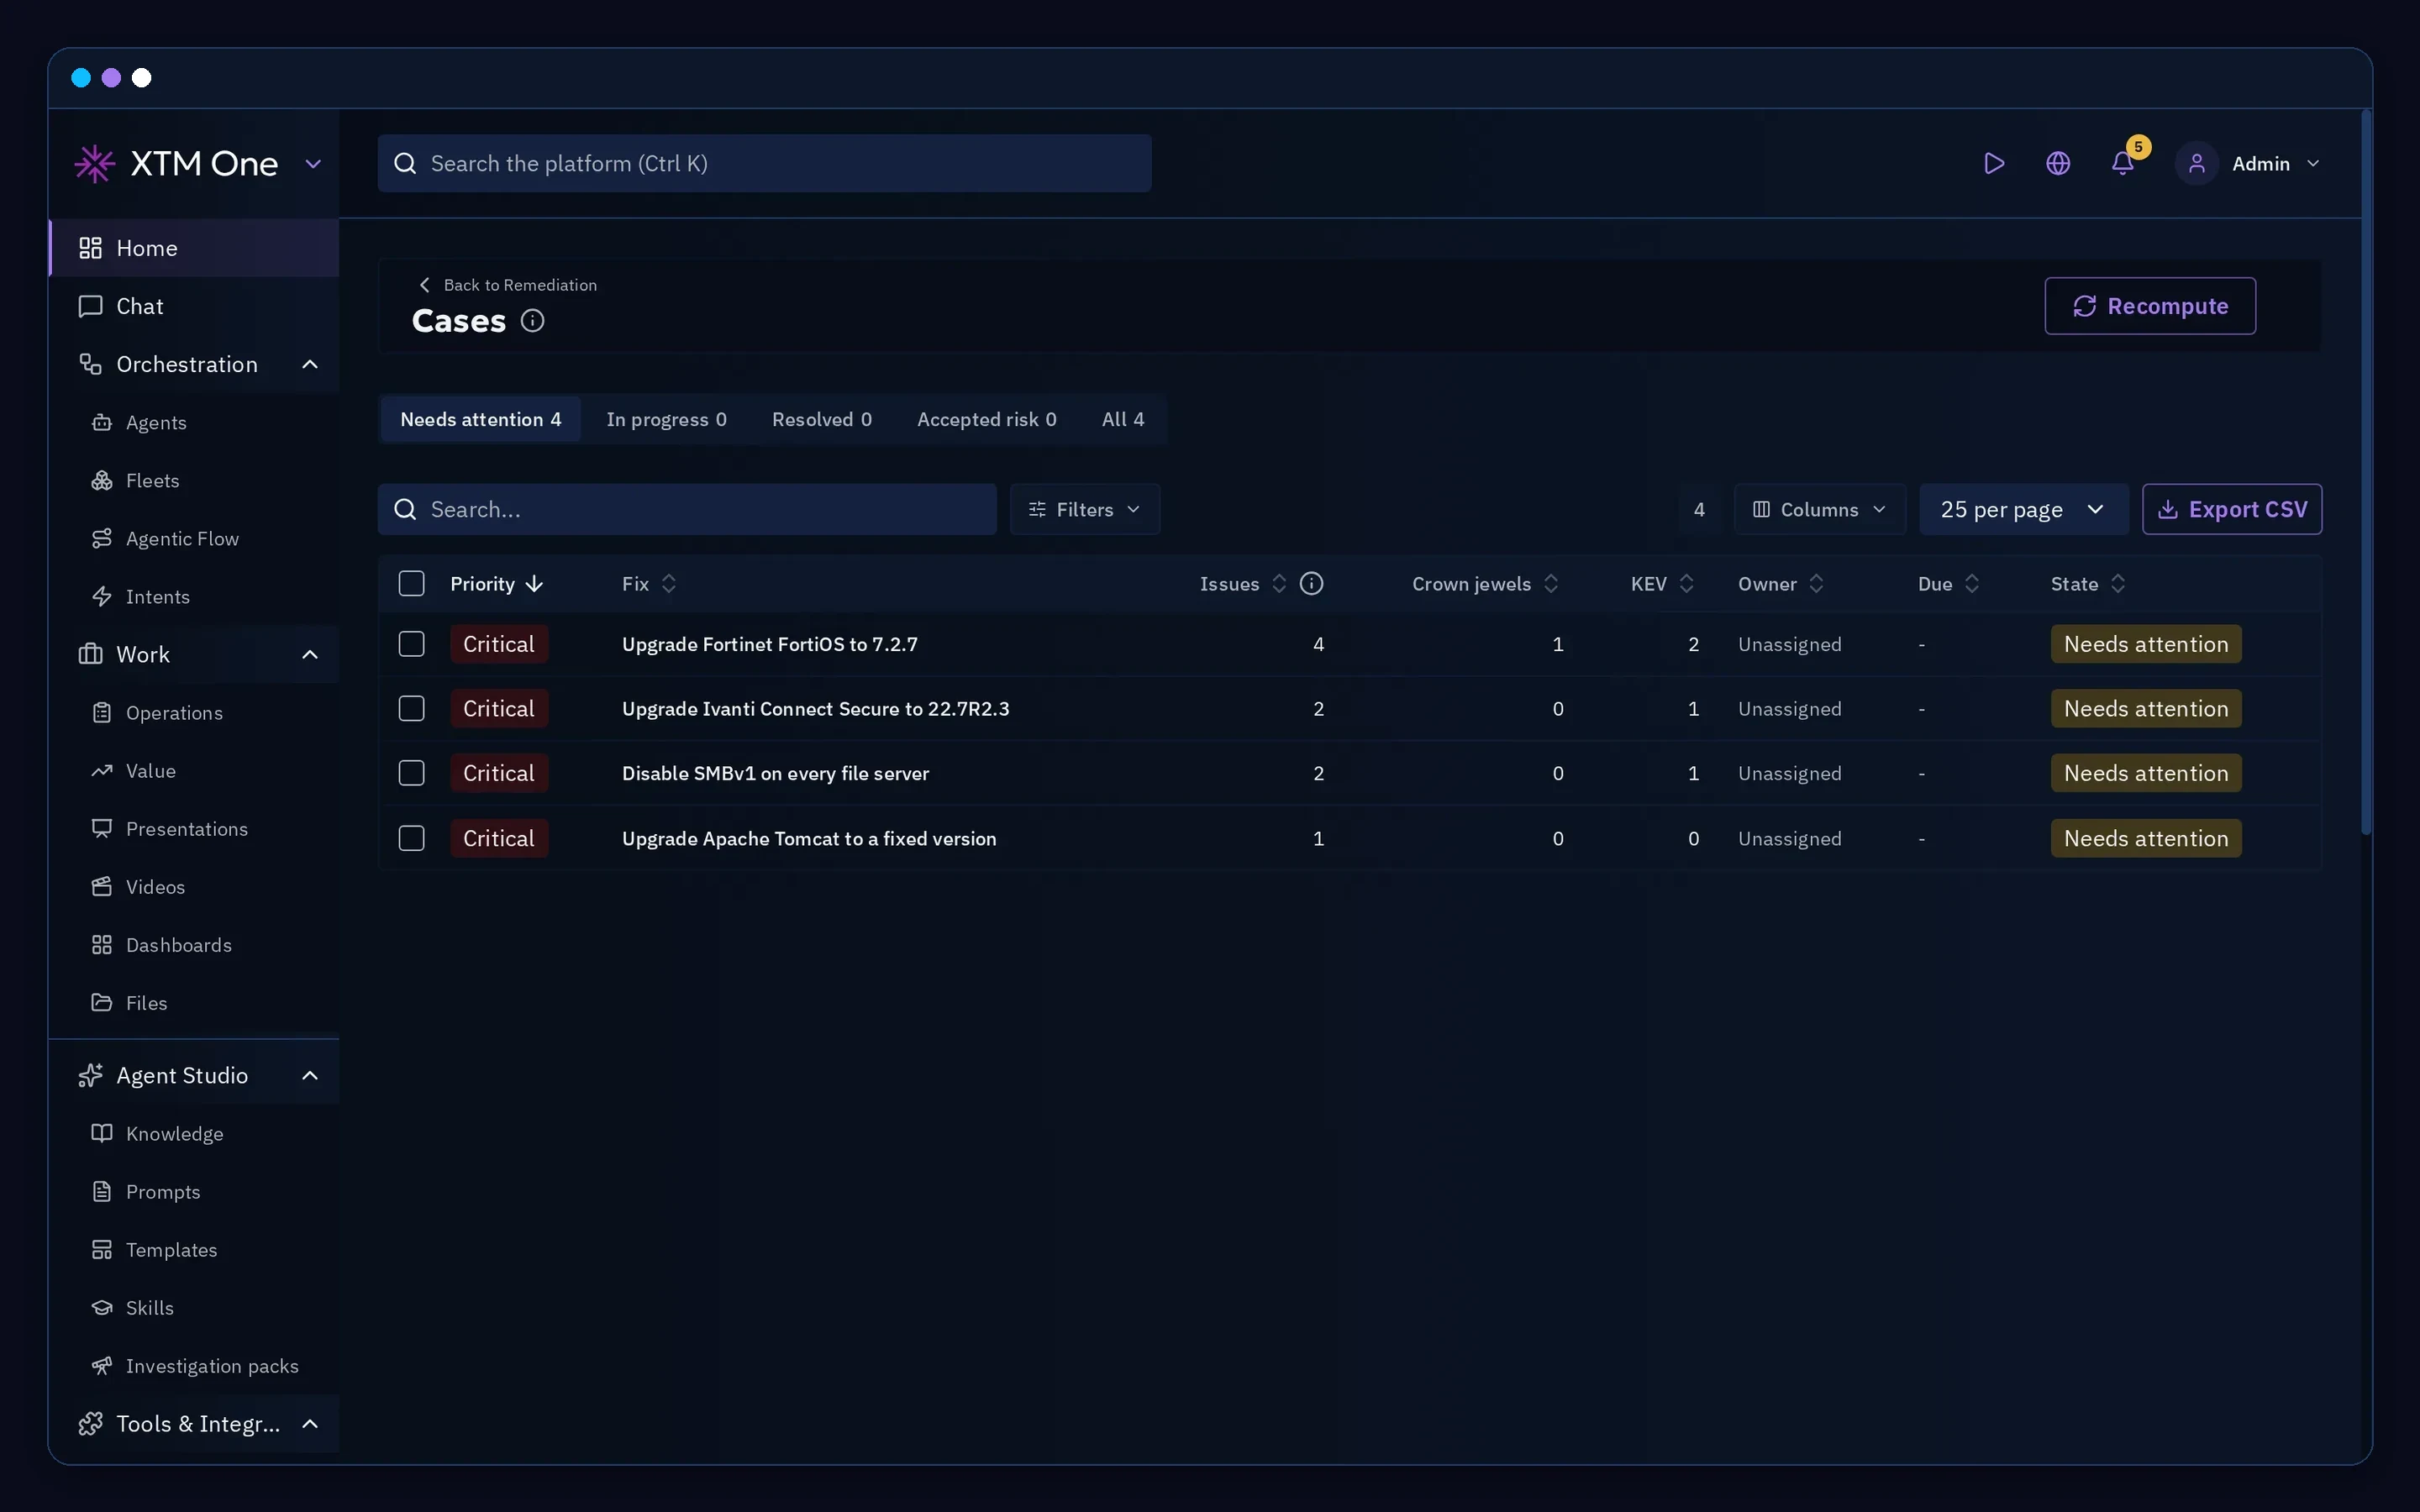 XTM One
Search the platform (Ctrl K)
5
Admin
Home
Chat
Orchestration
Agents
Fleets
Agentic Flow
Intents
Work
Operations
Value
Presentations
Videos
Dashboards
Files
Agent Studio
Knowledge
Prompts
Templates
Skills
Investigation packs
Tools & Integr...
Back to Remediation
Cases
Recompute
Needs attention 4 In progress 0 Resolved 0 Accepted risk 0 All 4
Search... Filters 4 Columns 25 per page Export CSV
Priority Fix Issues Crown jewels KEV Owner Due State
Critical Upgrade Fortinet FortiOS to 7.2.7 4 1 2 Unassigned - Needs attention
Critical Upgrade Ivanti Connect Secure to 22.7R2.3 2 0 1 Unassigned - Needs attention
Critical Disable SMBv1 on every file server 2 0 1 Unassigned - Needs attention
Critical Upgrade Apache Tomcat to a fixed version 1 0 0 Unassigned - Needs attention